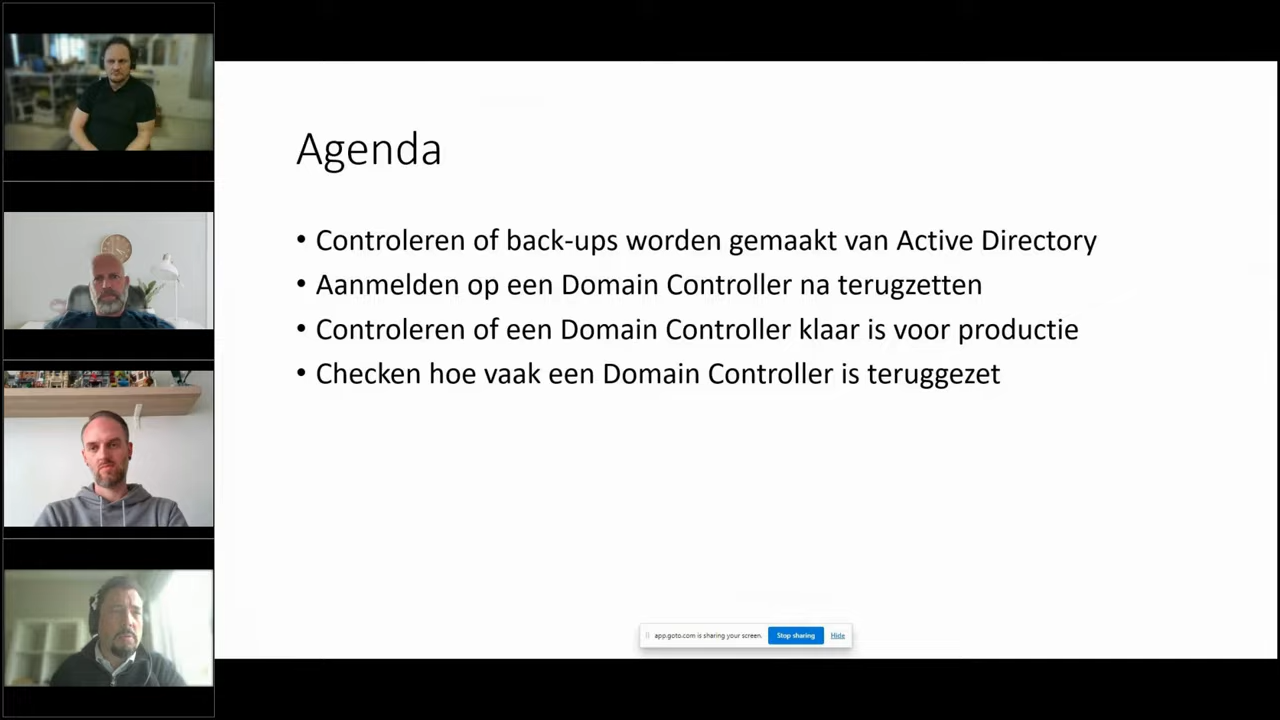 Agenda
• Controleren of back-ups worden gemaakt van Active Directory
• Aanmelden op een Domain Controller na terugzetten
• Controleren of een Domain Controller klaar is voor productie
• Checken hoe vaak een Domain Controller is teruggezet
app.goto.com is sharing your screen. Stop sharing Hide